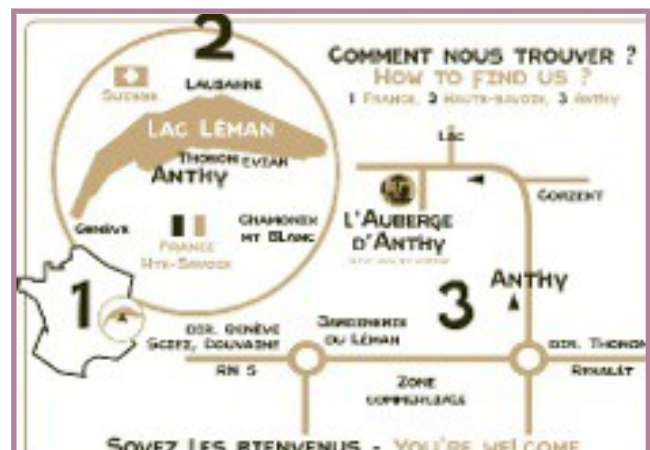 2
COMMENT NOUS TROUVER ?
HOW TO FIND US ?
1 FRANCE, 2 HAUTE-SAVOIE, 3 ANTHY
SUISSE
LAUSANNE
LAC LÉMAN
THONON EVIAN
ANTHY
GENÈVE
FRANCE
HTE-SAVOIE
CHAMONIX
MT BLANC
LAC
CORZENT
L'AUBERGE
D'ANTHY
1
3
ANTHY
DIR. GENÈVE
SCIEZ, DOUVAINE
RN 5
JARDINERIE
DU LÉMAN
ZONE
COMMERCIALE
DIR. THONON
RENAULT
SOYEZ LES BIENVENUS - YOU'RE WELCOME